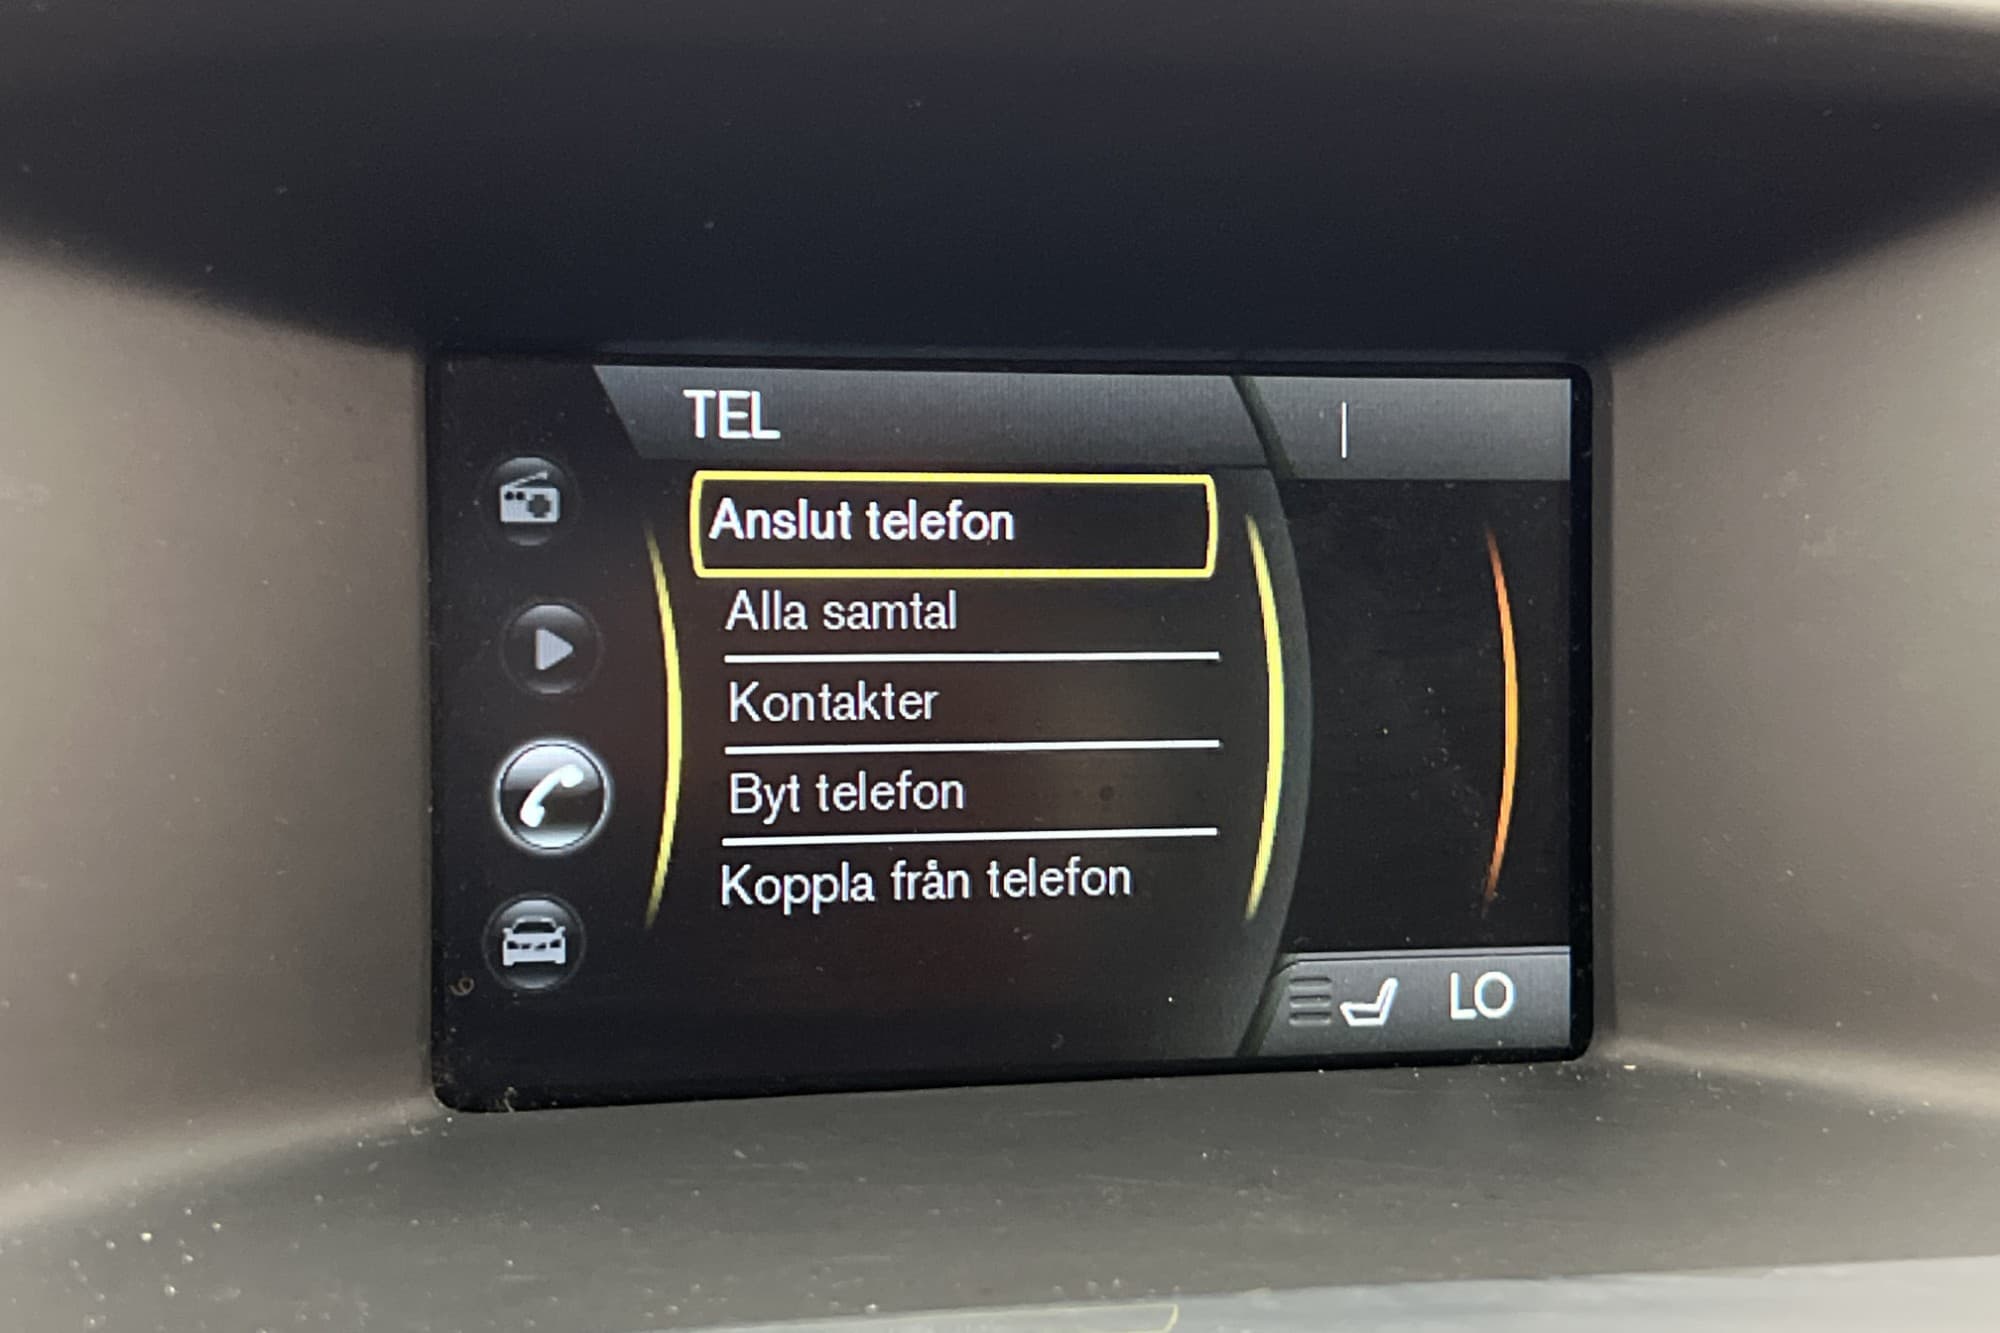 TEL
Anslut telefon
Alla samtal
Kontakter
Byt telefon
Koppla från telefon
LO